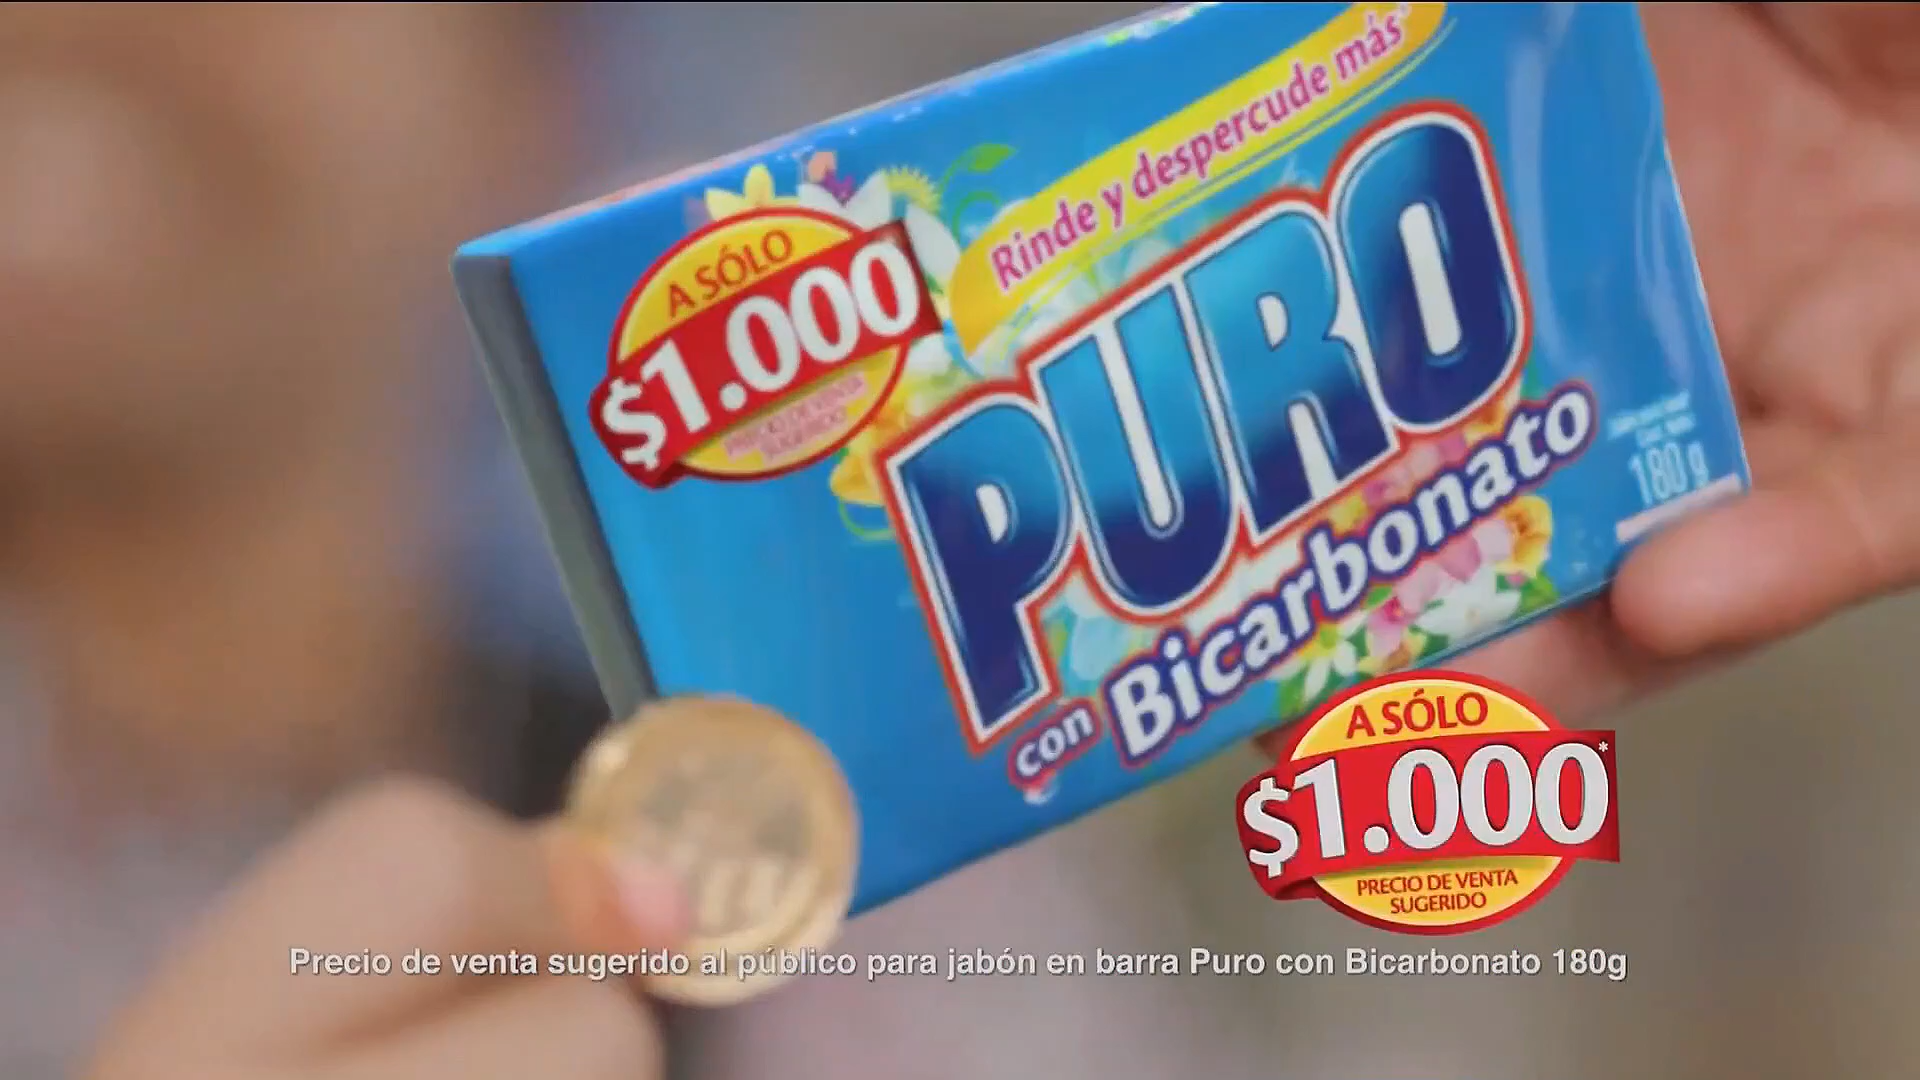 Rinde y despercude más*
A SÓLO
$1.000
PRECIO DE VENTA
SUGERIDO
PURO
con Bicarbonato
180 g
A SÓLO
$1.000*
PRECIO DE VENTA
SUGERIDO
Precio de venta sugerido al público para jabón en barra Puro con Bicarbonato 180g